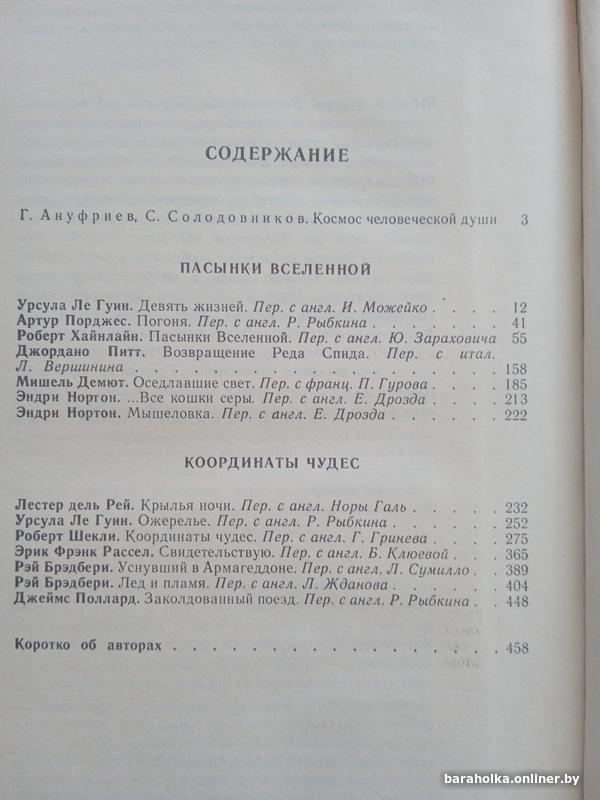 СОДЕРЖАНИЕ
Г. Ануфриев, С. Солодовников. Космос человеческой души 3
ПАСЫНКИ ВСЕЛЕННОЙ
Урсула Ле Гуин. Девять жизней. Пер. с англ. И. Можейко . . . . 12
Артур Порджес. Погоня. Пер. с англ. Р. Рыбкина . . . . . . . 41
Роберт Хайнлайн. Пасынки Вселенной. Пер. с англ. Ю. Зараховича 55
Джордано Питт. Возвращение Реда Спида. Пер. с итал.
Л. Вершинина . . . . . . . . . . . . . . . . . . 158
Мишель Демют. Оседлавшие свет. Пер. с франц. П. Гурова . . . . 185
Эндри Нортон. ...Все кошки серы. Пер. с англ. Е. Дрозда . . . . 213
Эндри Нортон. Мышеловка. Пер. с англ. Е. Дрозда . . . . . . 222
КООРДИНАТЫ ЧУДЕС
Лестер дель Рей. Крылья ночи. Пер. с англ. Норы Галь . . . . . 232
Урсула Ле Гуин. Ожерелье. Пер. с англ. Р. Рыбкина . . . . . . 252
Роберт Шекли. Координаты чудес. Пер. с англ. Г. Гринева . . . . 275
Эрик Фрэнк Рассел. Свидетельствую. Пер. с англ. Б. Клюевой . . 365
Рэй Брэдбери. Уснувший в Армагеддоне. Пер. с англ. Л. Сумилло . 389
Рэй Брэдбери. Лед и пламя. Пер. с англ. Л. Жданова . . . . . 404
Джеймс Поллард. Заколдованный поезд. Пер. с англ. Р. Рыбкина . . 448
Коротко об авторах . . . . . . . . . . . . . . . . 458
baraholka.onliner.by